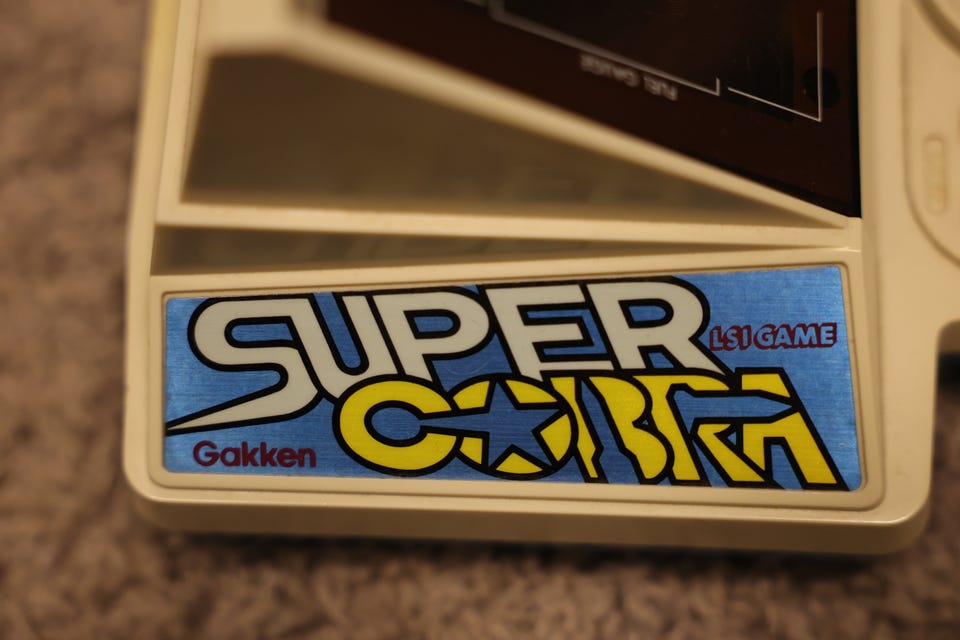 FUEL GAUGE
SUPER
LSI GAME
COBRA
Gakken